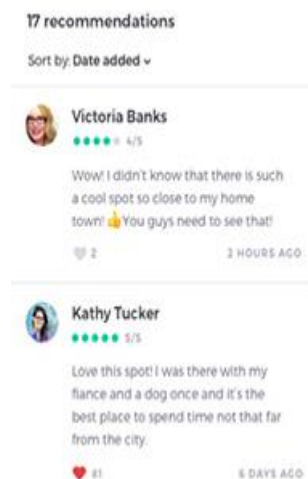 17 recommendations
Sort by: Date added
Victoria Banks
4/5
Wow! I didn't know that there is such
a cool spot so close to my home
town! 👍 You guys need to see that!
2
2 HOURS AGO
Kathy Tucker
5/5
Love this spot! I was there with my
fiance and a dog once and it's the
best place to spend time not that far
from the city.
6 DAYS AGO